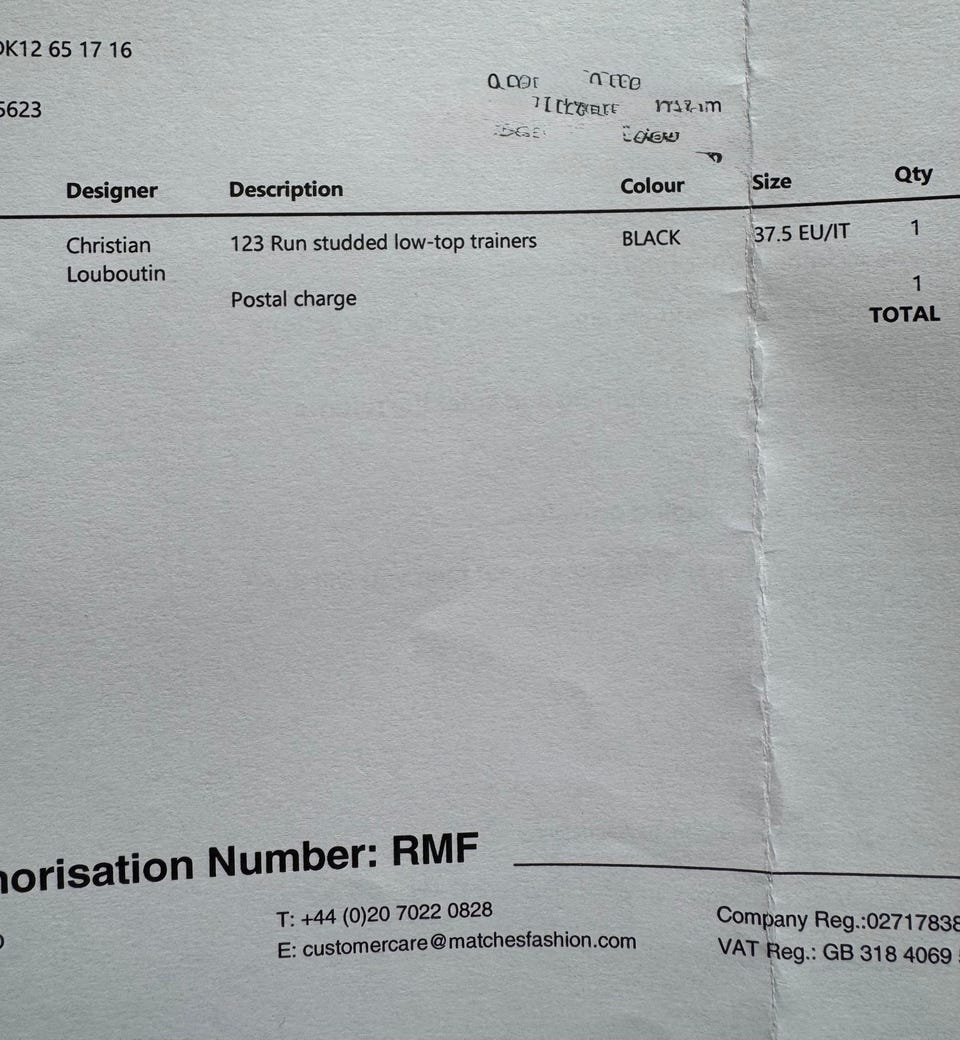 DK12 65 17 16
5623
Designer Description Colour Size Qty
Christian Louboutin 123 Run studded low-top trainers BLACK 37.5 EU/IT 1
Postal charge 1
TOTAL
horisation Number: RMF
T: +44 (0)20 7022 0828
E: customercare@matchesfashion.com
Company Reg.:02717838
VAT Reg.: GB 318 4069